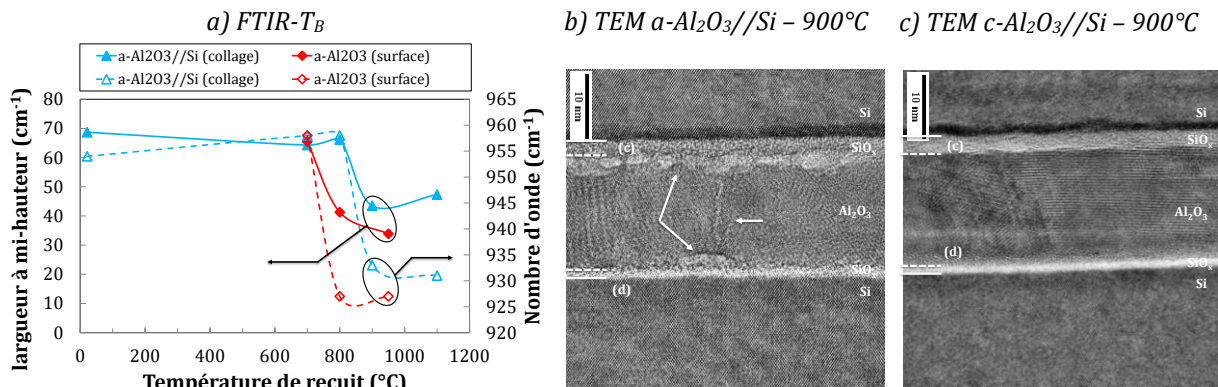 a) FTIR-T_B
b) TEM a-Al₂O₃//Si – 900°C
c) TEM c-Al₂O₃//Si – 900°C
a-Al2O3//Si (collage)
a-Al2O3 (surface)
a-Al2O3//Si (collage)
a-Al2O3 (surface)
largueur à mi-hauteur (cm⁻¹)
80
70
60
50
40
30
20
10
0
965
960
955
950
945
940
935
930
925
920
Nombre d'onde (cm⁻¹)
0 200 400 600 800 1000 1200
Température de recuit (°C)
10 nm
Si
(c)
SiOₓ
Al₂O₃
SiOₓ
(d)
Si
10 nm
Si
(c)
SiOₓ
Al₂O₃
(d)
SiOₓ
Si